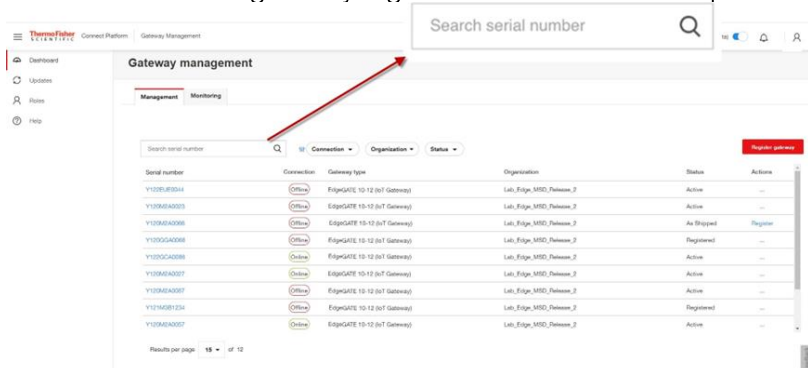 Search serial number
ThermoFisher
SCIENTIFIC
Connect Platform
Gateway Management
Dashboard
Gateway management
Updates
Roles
Management Monitoring
Help
Search serial number Connection Organization Status Register gateway
Serial number Connection Gateway type Organization Status Actions
Offline EdgeGATE 10-12 (IoT Gateway) Lab_Edge_MSD_Release_2 Active ...
Y120M2A0023 Offline EdgeGATE 10-12 (IoT Gateway) Lab_Edge_MSD_Release_2 Active ...
Offline EdgeGATE 10-12 (IoT Gateway) Lab_Edge_MSD_Release_2 As Shipped Register
Offline EdgeGATE 10-12 (IoT Gateway) Lab_Edge_MSD_Release_2 Registered ...
Online EdgeGATE 10-12 (IoT Gateway) Lab_Edge_MSD_Release_2 Active ...
Y120M2A0027 Online EdgeGATE 10-12 (IoT Gateway) Lab_Edge_MSD_Release_2 Active ...
Y120M2A0067 Offline EdgeGATE 10-12 (IoT Gateway) Lab_Edge_MSD_Release_2 Active ...
Offline EdgeGATE 10-12 (IoT Gateway) Lab_Edge_MSD_Release_2 Registered ...
Y120M2A0057 Online EdgeGATE 10-12 (IoT Gateway) Lab_Edge_MSD_Release_2 Active ...
Results per page 15 of 12